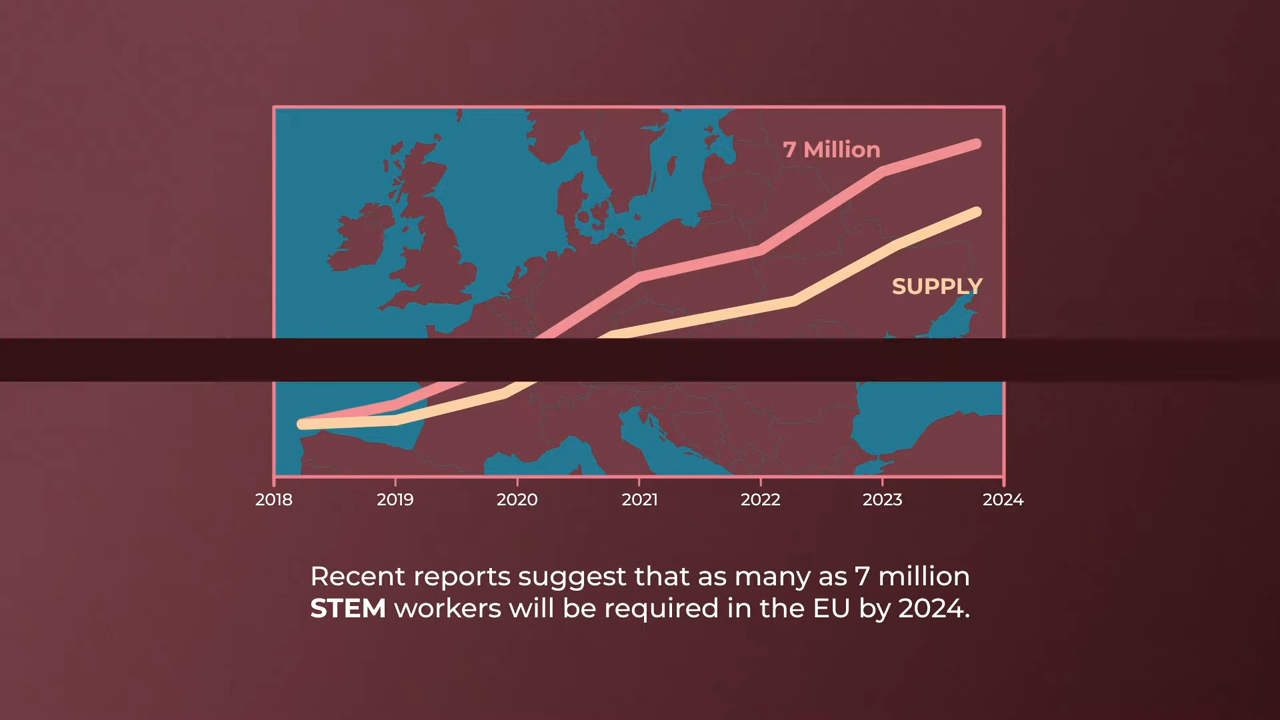 7 Million
SUPPLY
2018 2019 2020 2021 2022 2023 2024
Recent reports suggest that as many as 7 million
STEM workers will be required in the EU by 2024.